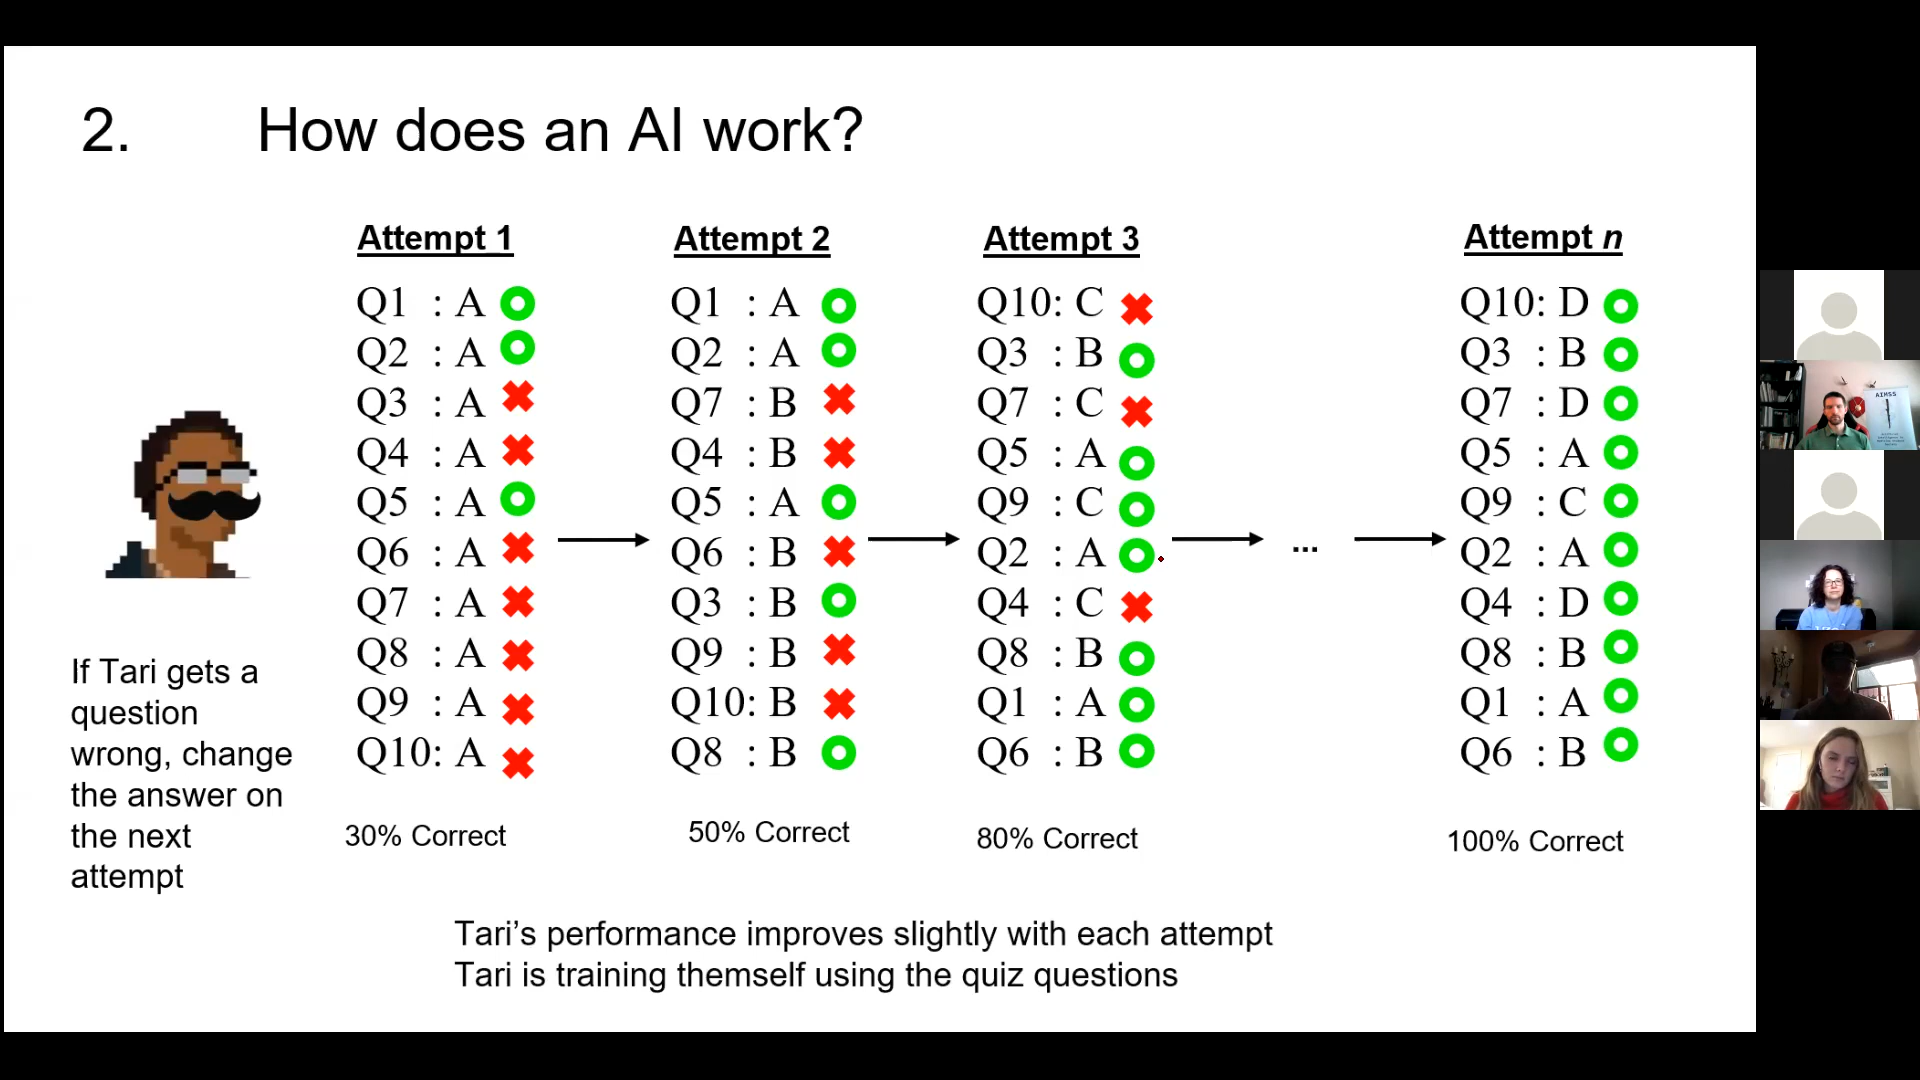 2. How does an AI work?
Attempt 1
Q1 : A
Q2 : A
Q3 : A
Q4 : A
Q5 : A
Q6 : A
Q7 : A
Q8 : A
Q9 : A
Q10: A
30% Correct
Attempt 2
Q1 : A
Q2 : A
Q7 : B
Q4 : B
Q5 : A
Q6 : B
Q3 : B
Q9 : B
Q10: B
Q8 : B
50% Correct
Attempt 3
Q10: C
Q3 : B
Q7 : C
Q5 : A
Q9 : C
Q2 : A
Q4 : C
Q8 : B
Q1 : A
Q6 : B
80% Correct
...
Attempt n
Q10: D
Q3 : B
Q7 : D
Q5 : A
Q9 : C
Q2 : A
Q4 : D
Q8 : B
Q1 : A
Q6 : B
100% Correct
If Tari gets a
question
wrong, change
the answer on
the next
attempt
Tari’s performance improves slightly with each attempt
Tari is training themself using the quiz questions
AIMSS